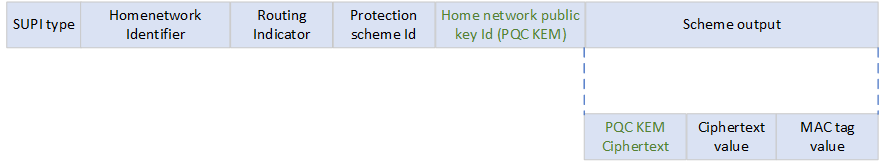 SUPI type
Homenetwork
Identifier
Routing
Indicator
Protection
scheme Id
Home network public
key Id (PQC KEM)
Scheme output
PQC KEM
Ciphertext
Ciphertext
value
MAC tag
value